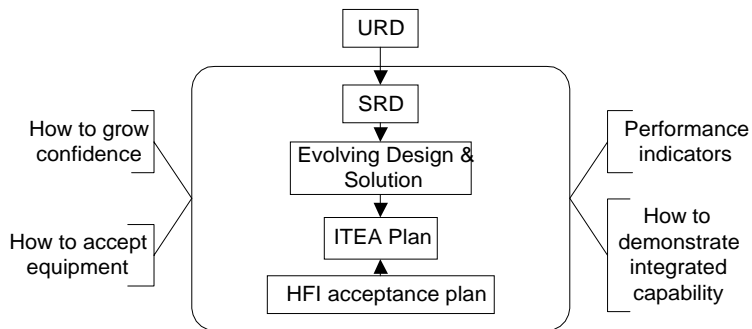 URD
SRD
How to grow
confidence
Performance
indicators
Evolving Design &
Solution
ITEA Plan
How to accept
equipment
How to
demonstrate
integrated
capability
HFI acceptance plan